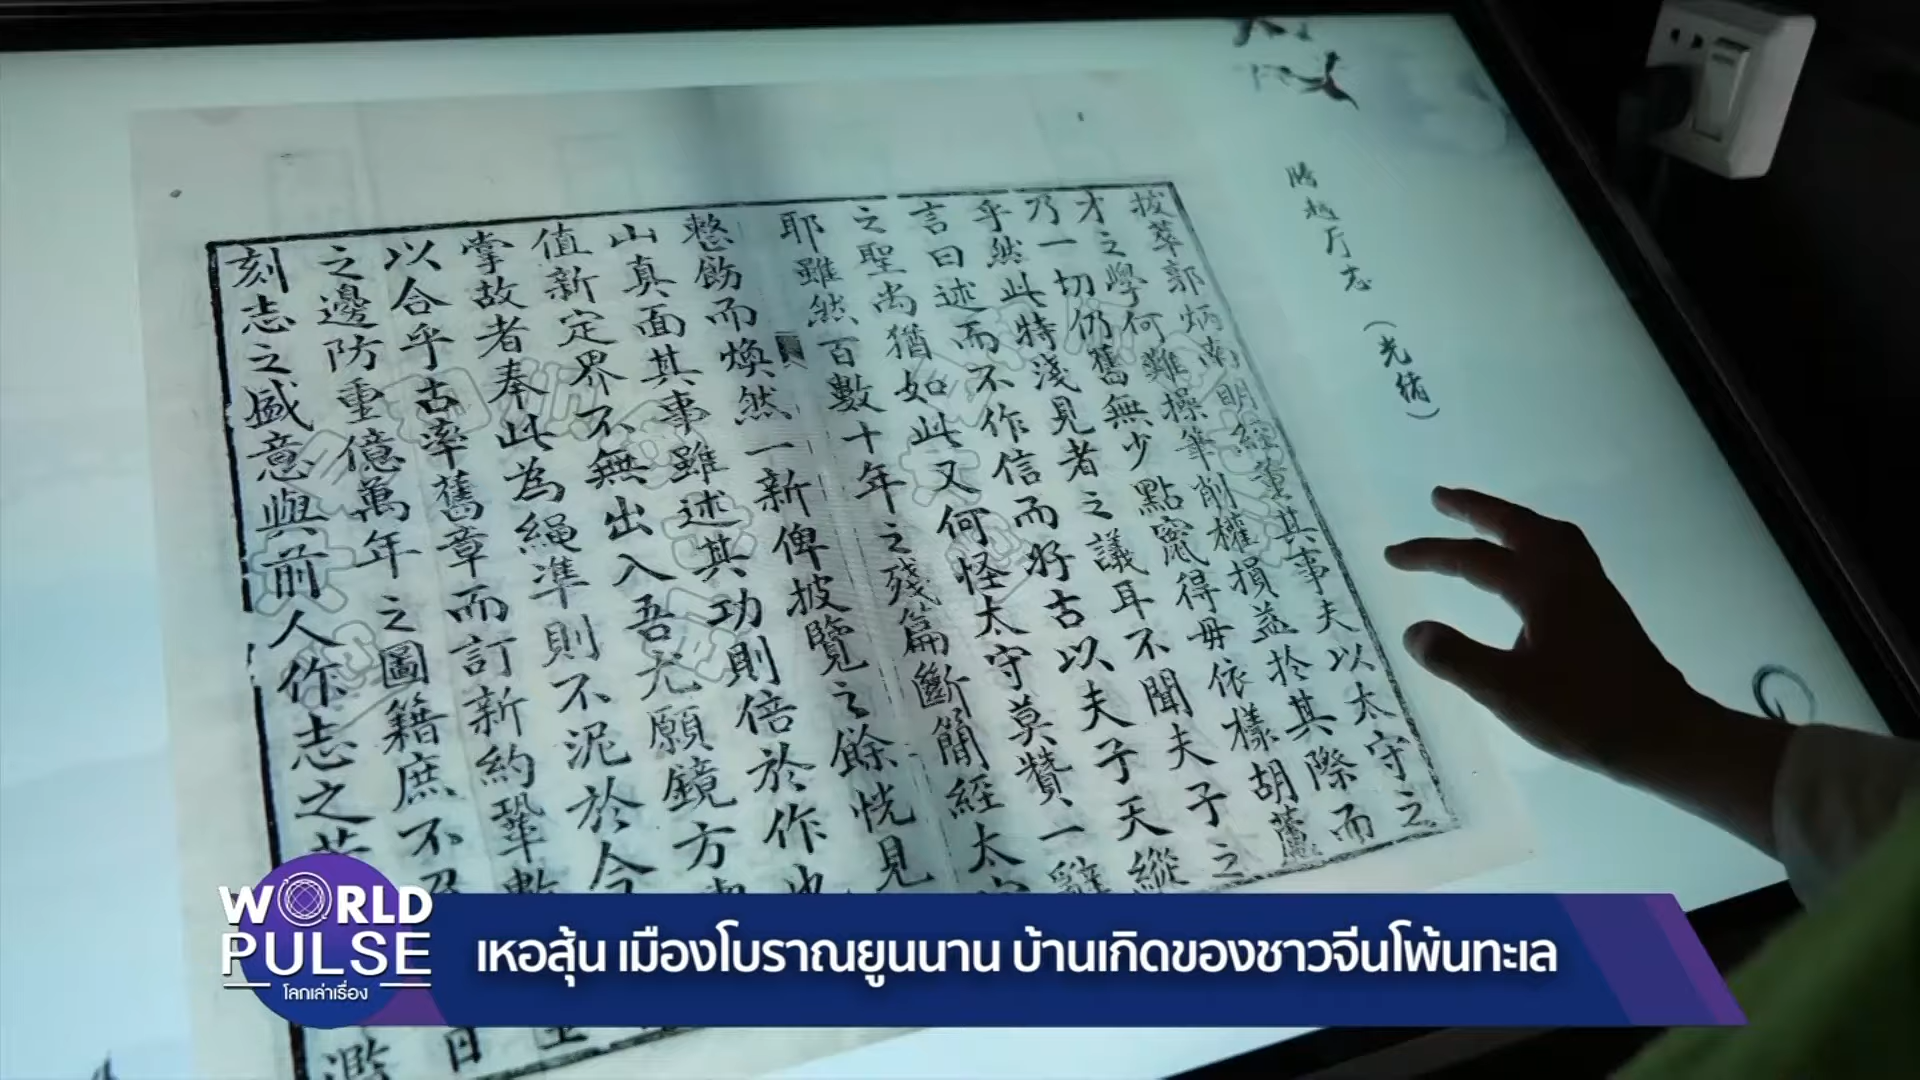 腾越厅志（光绪）
拔萃郭炳南明經董其事夫以太守之
才之學何難操筆削權損益於其際而
乃一切仍舊無少點竄得毋依樣胡蘆
乎然此特淺見者之議耳不聞夫子之
言曰述而不作信而好古以夫子天縱
之聖尚猶如此又何怪太守莫贊一辭
耶雖然百數十年之殘篇斷簡經太
整飭而煥然一新俾披覽之餘恍見
山真面其事雖述其功則倍於作也
值新定界不無出入吾尤願鏡方
掌故者奉此為繩準則不泥於今
以合乎古率舊章而訂新約鞏
之邊防重億萬年之圖籍庶不
刻志之盛意與前人作志之
WORLD
PULSE
โลกเล่าเรื่อง
เหอสุ้น เมืองโบราณยูนนาน บ้านเกิดของชาวจีนโพ้นทะเล